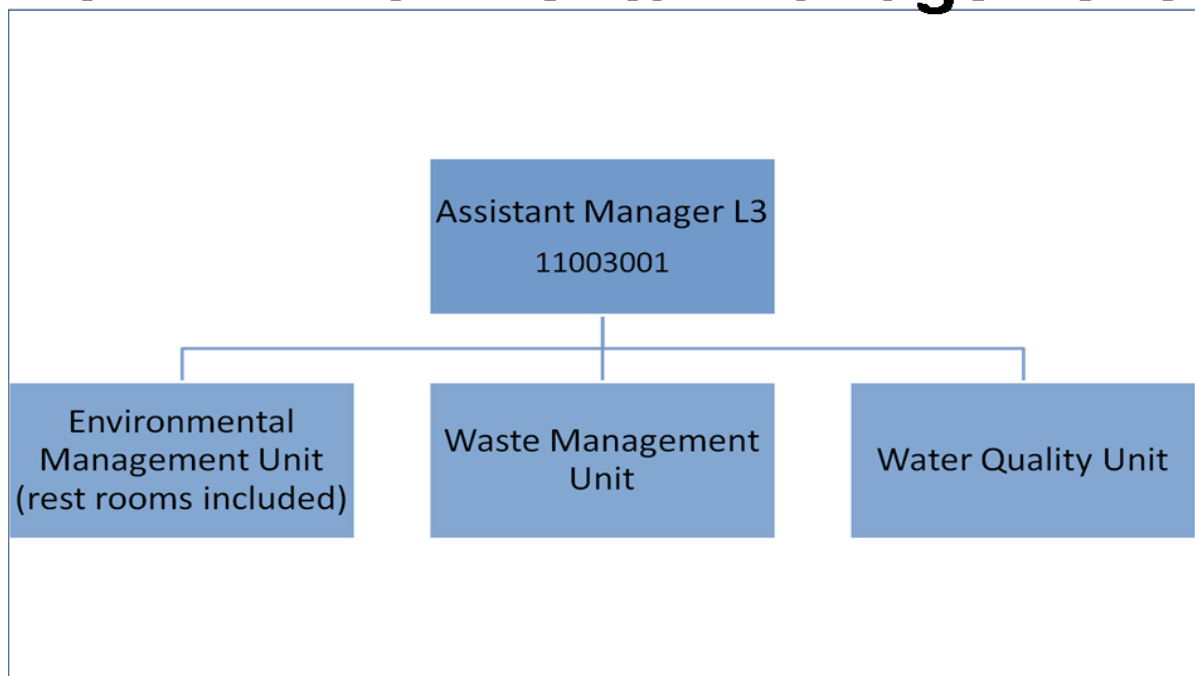 Assistant Manager L3
11003001
Environmental
Management Unit
(rest rooms included)
Waste Management
Unit
Water Quality Unit